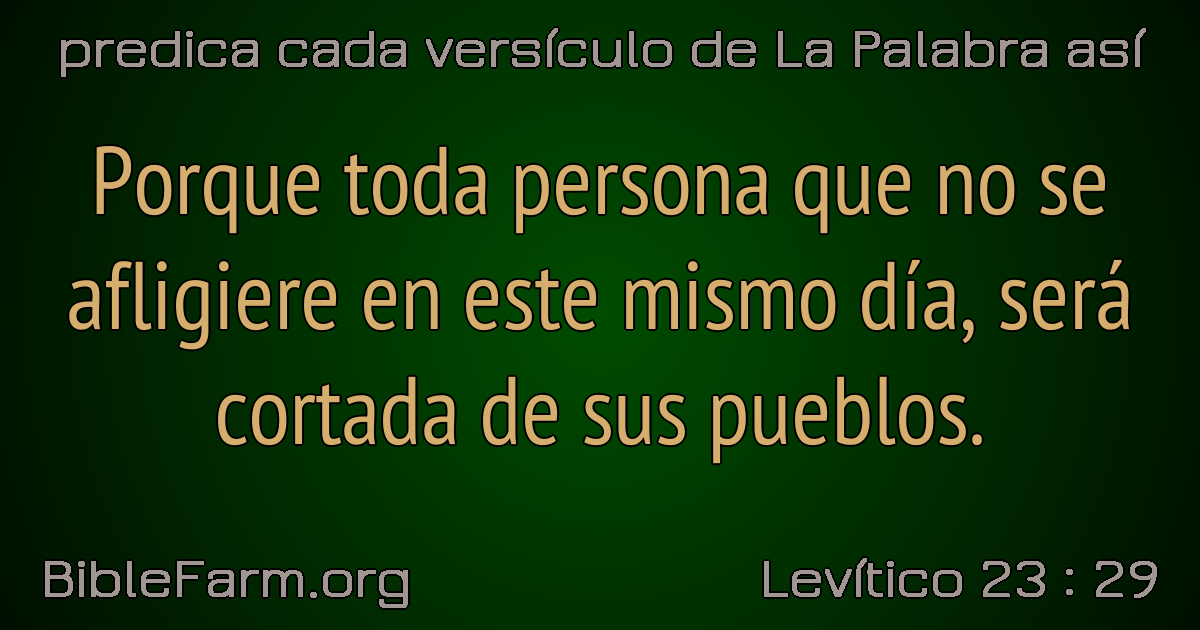 predica cada versículo de La Palabra así
Porque toda persona que no se
afligiere en este mismo día, será
cortada de sus pueblos.
BibleFarm.org
Levítico 23 : 29